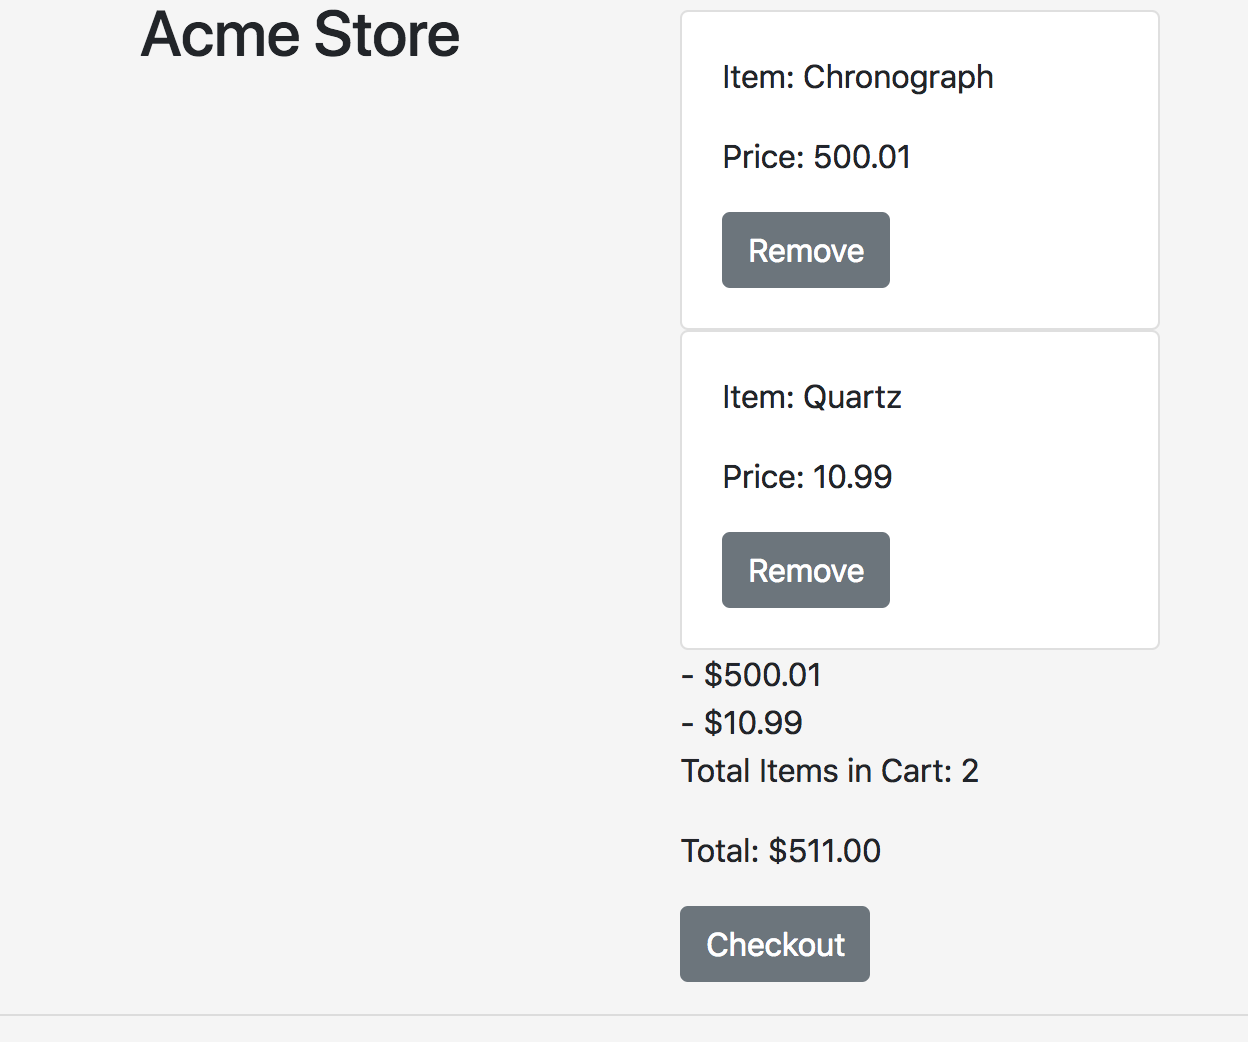 Acme Store
Item: Chronograph
Price: 500.01
Remove
Item: Quartz
Price: 10.99
Remove
- $500.01
- $10.99
Total Items in Cart: 2
Total: $511.00
Checkout